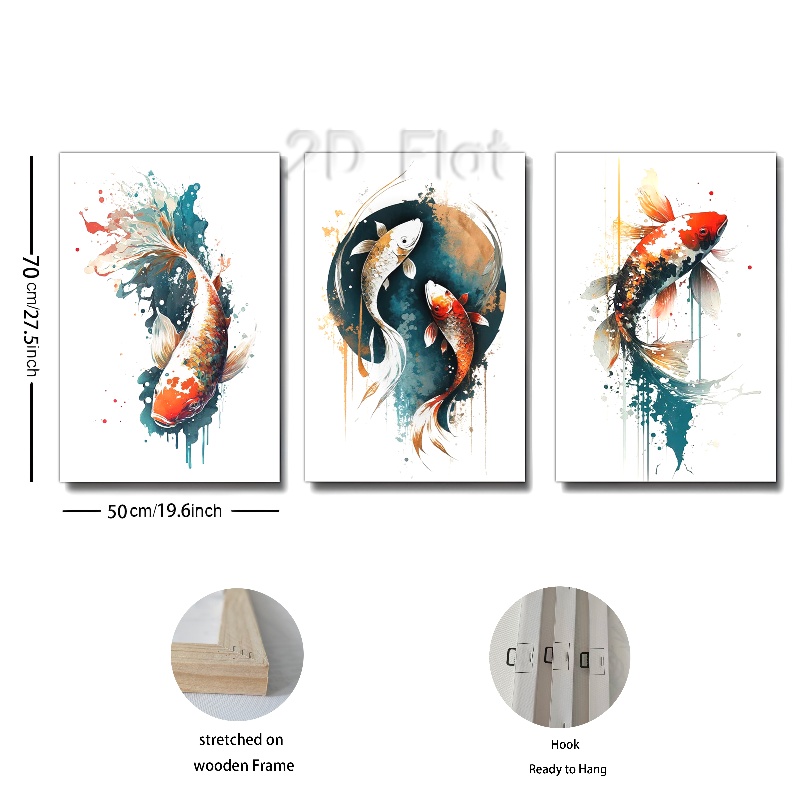 2D Flat
70 cm/27.5inch
50 cm/19.6inch
stretched on
wooden Frame
Hook
Ready to Hang